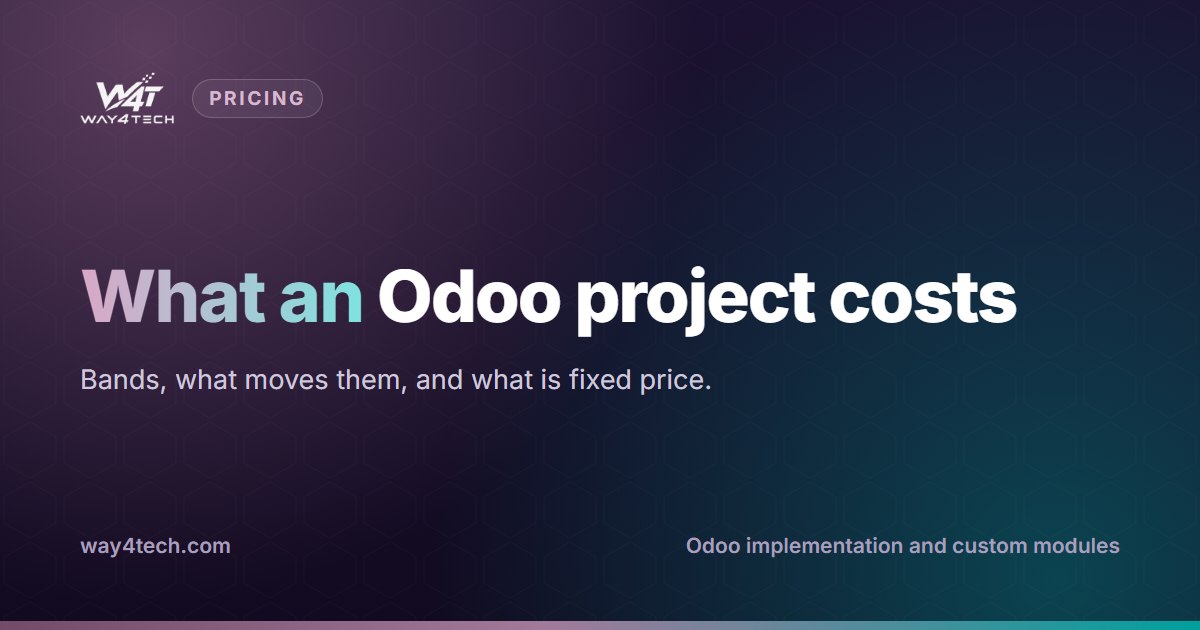 W4T
WAY4TECH
PRICING
What an Odoo project costs
Bands, what moves them, and what is fixed price.
way4tech.com
Odoo implementation and custom modules